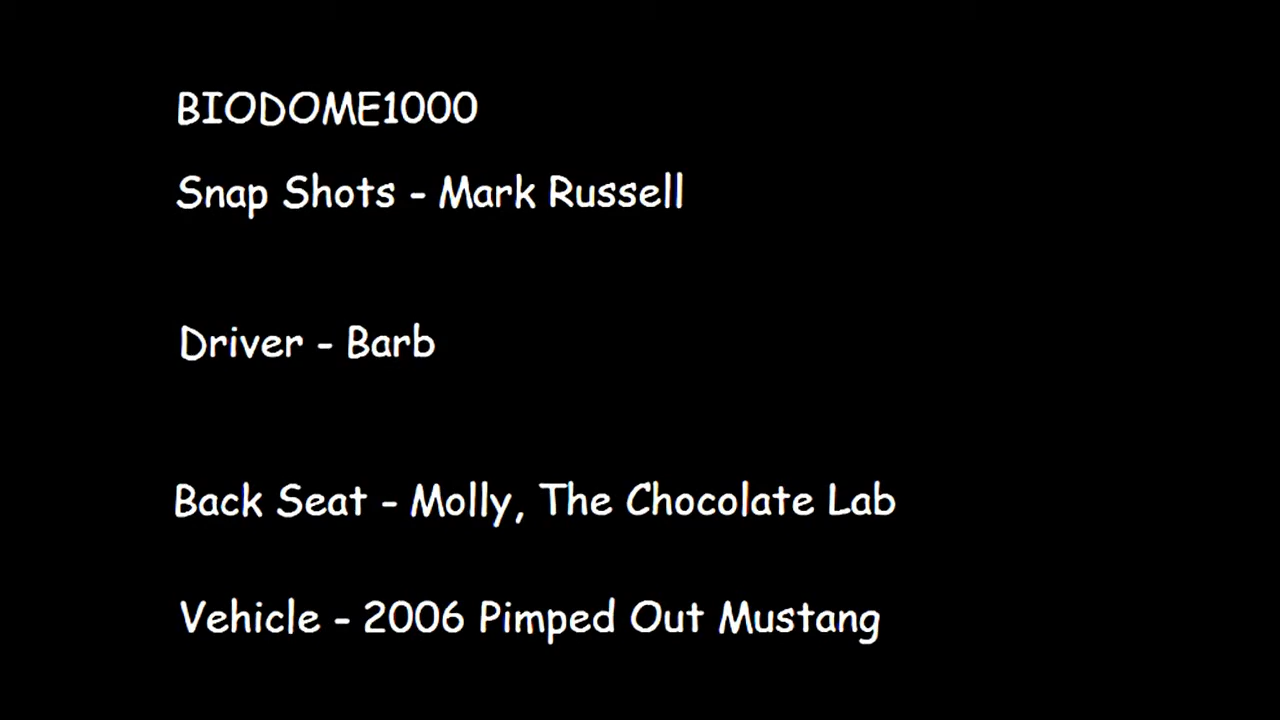 BIODOME1000
Snap Shots - Mark Russell
Driver - Barb
Back Seat - Molly, The Chocolate Lab
Vehicle - 2006 Pimped Out Mustang